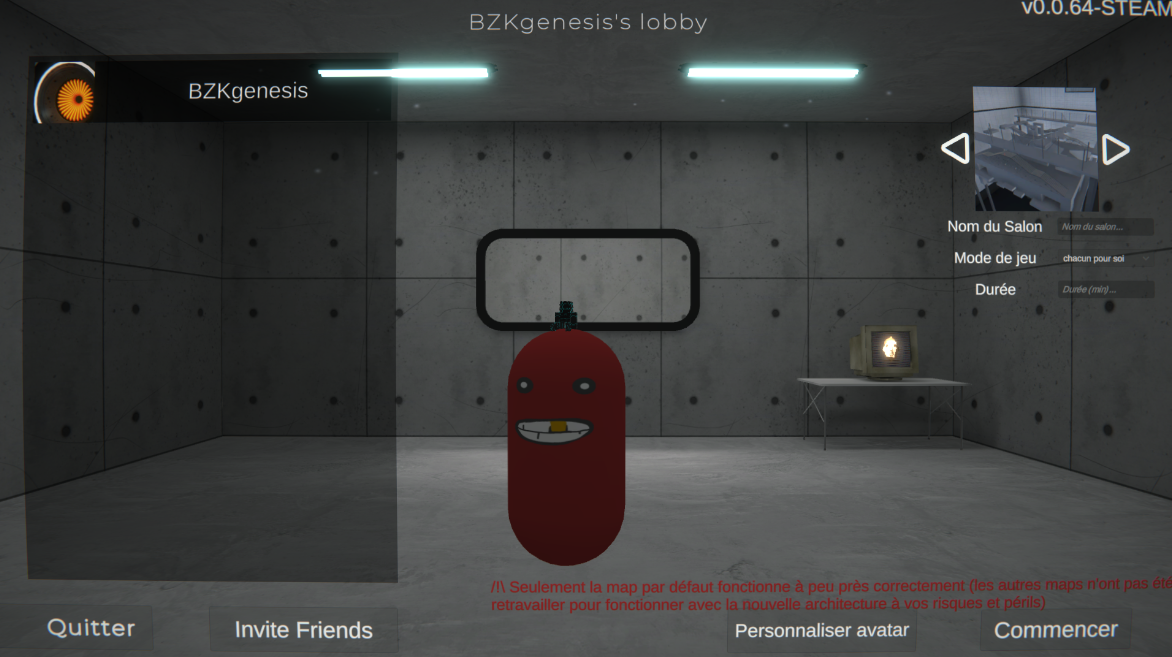 BZKgenesis's lobby
v0.0.64-STEAM
BZKgenesis
Nom du Salon
Nom du salon...
Mode de jeu
chacun pour soi
Durée
Durée (min)...
/!\ Seulement la map par défaut fonctionne à peu près correctement (les autres maps n'ont pas été
retravailler pour fonctionner avec la nouvelle architecture à vos risques et périls)
Quitter
Invite Friends
Personnaliser avatar
Commencer